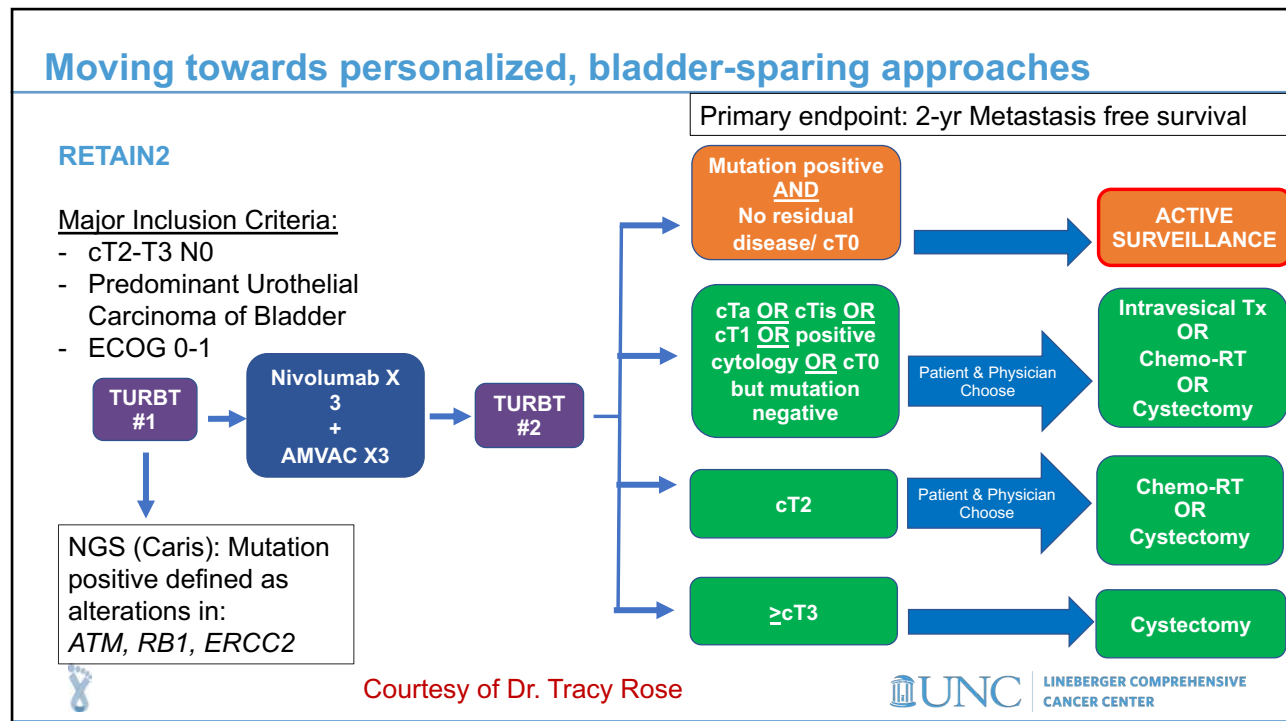 Moving towards personalized, bladder-sparing approaches
Primary endpoint: 2-yr Metastasis free survival
RETAIN2
Major Inclusion Criteria:
- cT2-T3 N0
- Predominant Urothelial
Carcinoma of Bladder
- ECOG 0-1
TURBT
#1
Nivolumab X
3
+
AMVAC X3
TURBT
#2
NGS (Caris): Mutation
positive defined as
alterations in:
ATM, RB1, ERCC2
Mutation positive
AND
No residual
disease/ cT0
ACTIVE
SURVEILLANCE
cTa OR cTis OR
cT1 OR positive
cytology OR cT0
but mutation
negative
Patient & Physician
Choose
Intravesical Tx
OR
Chemo-RT
OR
Cystectomy
cT2
Patient & Physician
Choose
Chemo-RT
OR
Cystectomy
≥cT3
Cystectomy
Courtesy of Dr. Tracy Rose
UNC
LINEBERGER COMPREHENSIVE
CANCER CENTER